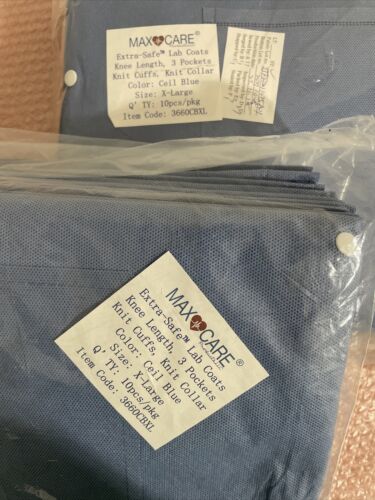 MAX CARE®
Extra-Safe™ Lab Coats
Knee Length, 3 Pockets
Knit Cuffs, Knit Collar
Color: Ceil Blue
Size: X-Large
Q' TY: 10pcs/pkg
Item Code: 3660CBXL
MAX CARE®
Extra-Safe™ Lab Coats
Knee Length, 3 Pockets
Knit Cuffs, Knit Collar
Color: Ceil Blue
Size: X-Large
Q' TY: 10pcs/pkg
Item Code: 3660CBXL